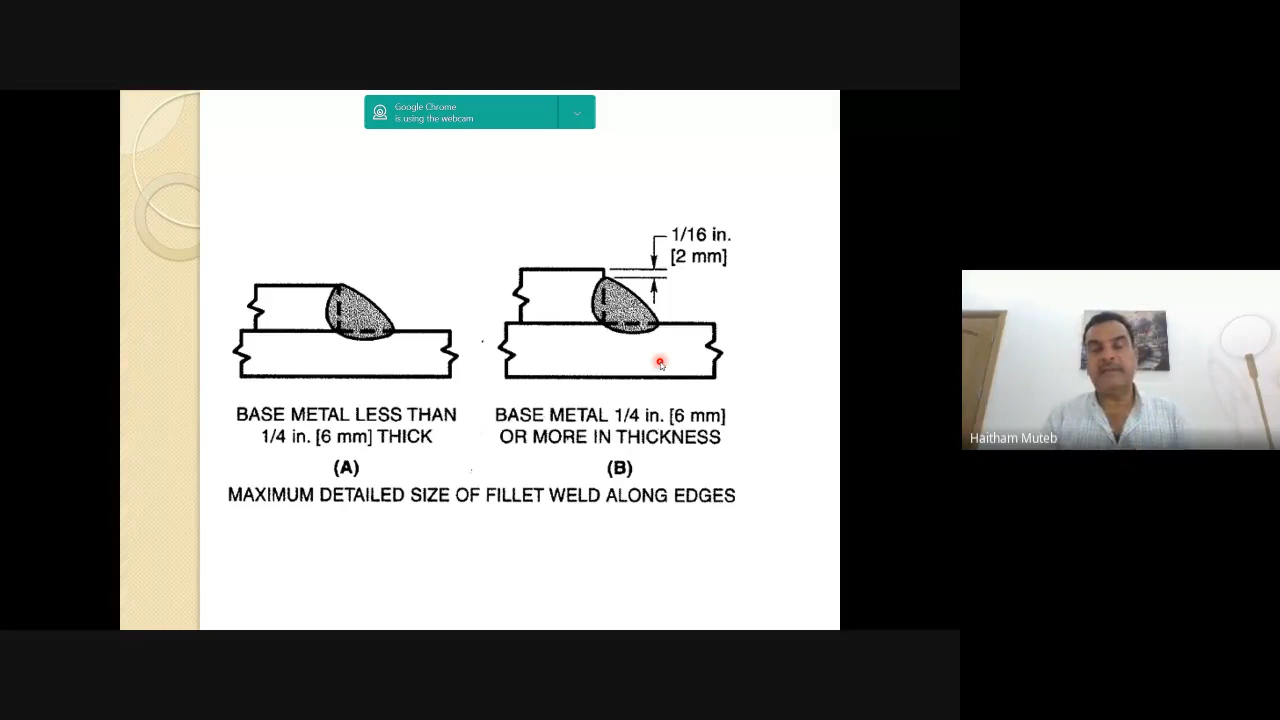 Google Chrome
is using the webcam
1/16 in.
[2 mm]
BASE METAL LESS THAN
1/4 in. [6 mm] THICK
(A)
BASE METAL 1/4 in. [6 mm]
OR MORE IN THICKNESS
(B)
MAXIMUM DETAILED SIZE OF FILLET WELD ALONG EDGES
Haitham Muteb